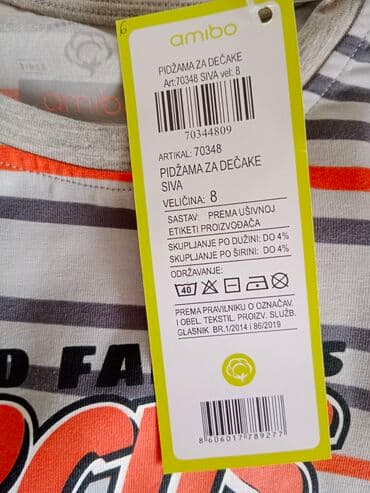 6
amibo
PIDŽAMA ZA DEČAKE
Art:70348 SIVA vel: 8
70344809
ARTIKAL: 70348
PIDŽAMA ZA DEČAKE
SIVA
VELIČINA: 8
SASTAV: PREMA UŠIVNOJ
ETIKETI PROIZVOĐAČA
SKUPLJANJE PO DUŽINI: DO 4%
SKUPLJANJE PO ŠIRINI: DO 4%
ODRŽAVANJE:
40
PREMA PRAVILNIKU O OZNAČAV.
I OBEL. TEKSTIL. PROIZV. SLUŽB.
GLASNIK BR.1/2014 i 86/2019
8606017789277
amibo